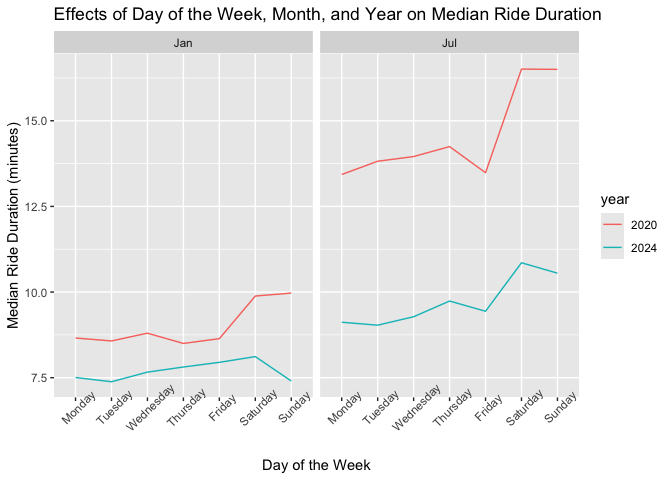 Effects of Day of the Week, Month, and Year on Median Ride Duration
Jan
Jul
Median Ride Duration (minutes)
15.0
12.5
10.0
7.5
Monday
Tuesday
Wednesday
Thursday
Friday
Saturday
Sunday
Monday
Tuesday
Wednesday
Thursday
Friday
Saturday
Sunday
Day of the Week
year
2020
2024